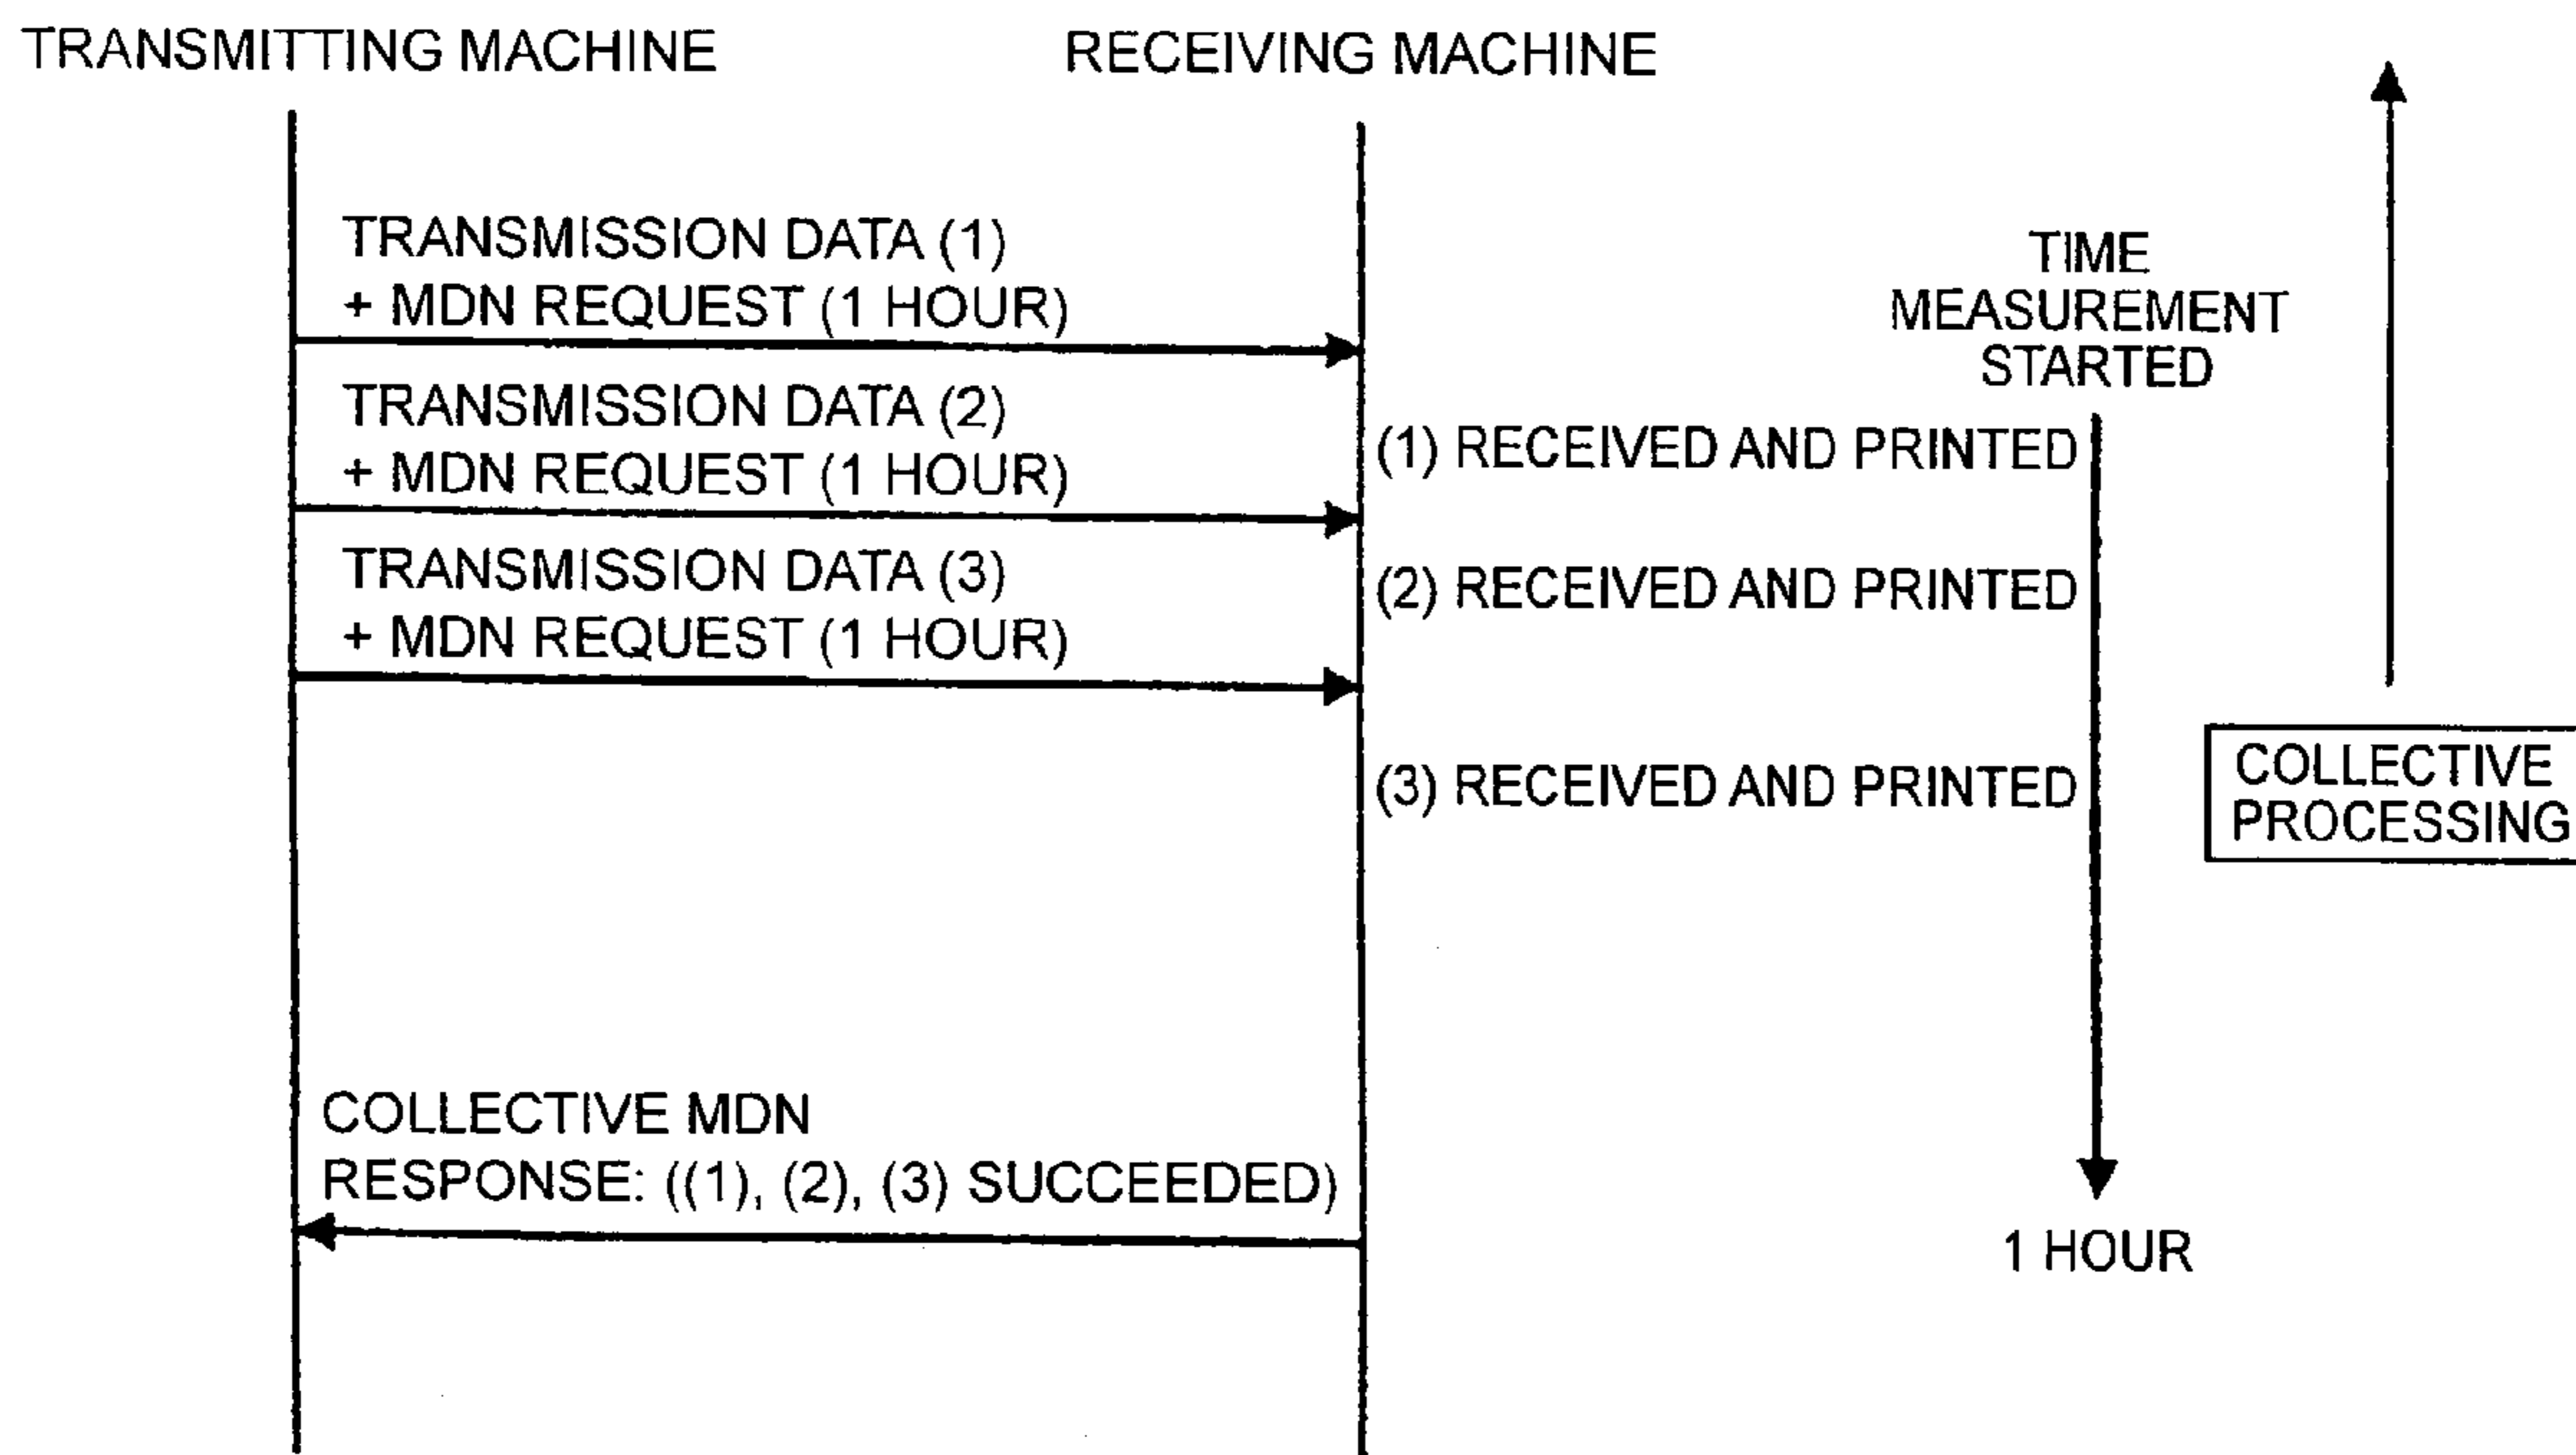 TRANSMITTING MACHINE
RECEIVING MACHINE
TRANSMISSION DATA (1)
+ MDN REQUEST (1 HOUR)
TIME
MEASUREMENT
STARTED
TRANSMISSION DATA (2)
+ MDN REQUEST (1 HOUR)
(1) RECEIVED AND PRINTED
TRANSMISSION DATA (3)
+ MDN REQUEST (1 HOUR)
(2) RECEIVED AND PRINTED
(3) RECEIVED AND PRINTED
COLLECTIVE
PROCESSING
COLLECTIVE MDN
RESPONSE: ((1), (2), (3) SUCCEEDED)
1 HOUR